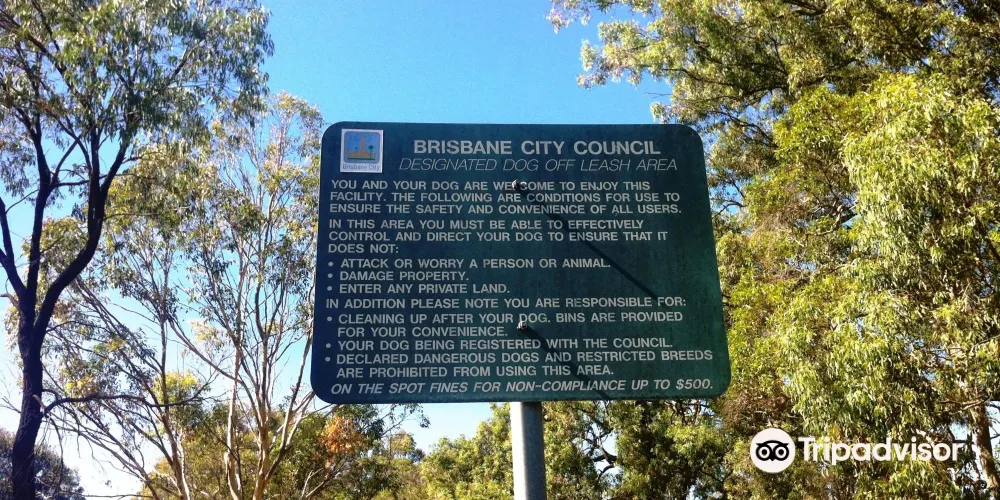 BRISBANE CITY COUNCIL
DESIGNATED DOG OFF LEASH AREA
Brisbane City
YOU AND YOUR DOG ARE WELCOME TO ENJOY THIS
FACILITY. THE FOLLOWING ARE CONDITIONS FOR USE TO
ENSURE THE SAFETY AND CONVENIENCE OF ALL USERS.
IN THIS AREA YOU MUST BE ABLE TO EFFECTIVELY
CONTROL AND DIRECT YOUR DOG TO ENSURE THAT IT
DOES NOT:
• ATTACK OR WORRY A PERSON OR ANIMAL.
• DAMAGE PROPERTY.
• ENTER ANY PRIVATE LAND.
IN ADDITION PLEASE NOTE YOU ARE RESPONSIBLE FOR:
• CLEANING UP AFTER YOUR DOG. BINS ARE PROVIDED
FOR YOUR CONVENIENCE.
• YOUR DOG BEING REGISTERED WITH THE COUNCIL.
• DECLARED DANGEROUS DOGS AND RESTRICTED BREEDS
ARE PROHIBITED FROM USING THIS AREA.
ON THE SPOT FINES FOR NON-COMPLIANCE UP TO $500.
Tripadvisor